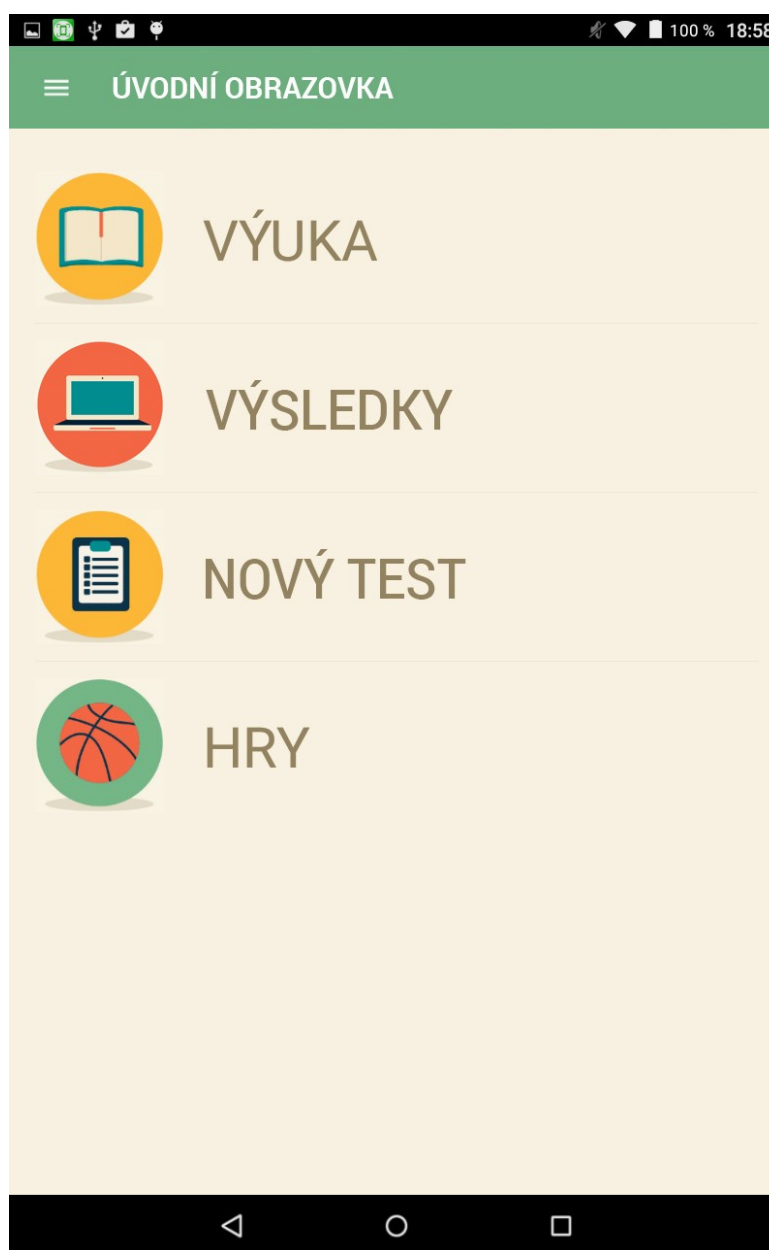 100 % 18:58
ÚVODNÍ OBRAZOVKA
VÝUKA
VÝSLEDKY
NOVÝ TEST
HRY